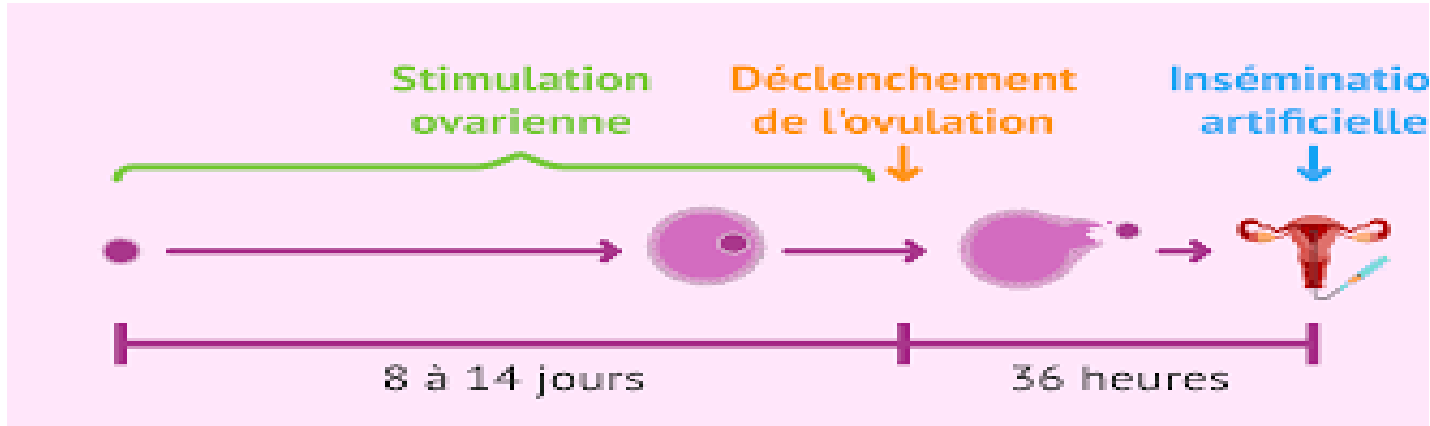 Stimulation
ovarienne
Déclenchement
de l'ovulation
Inséminatio
artificielle
8 à 14 jours
36 heures